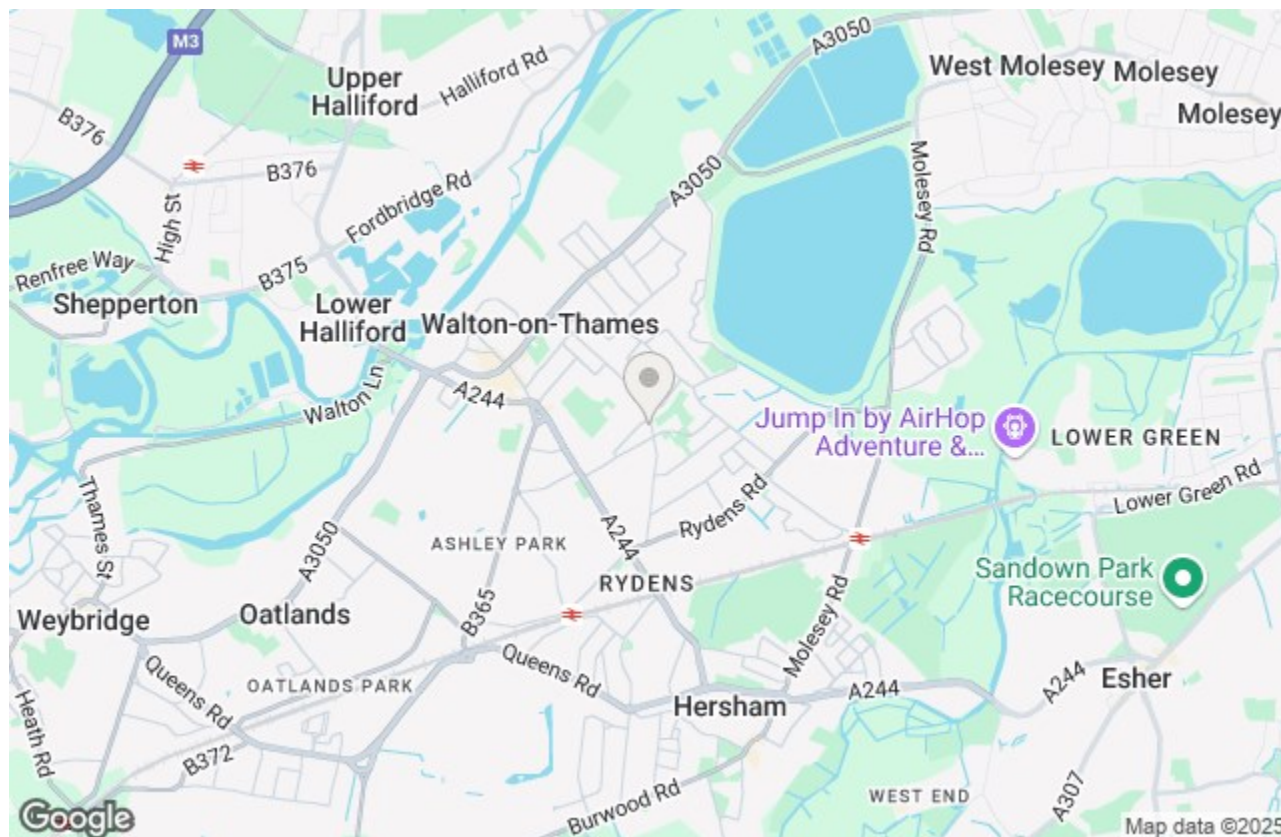 M3
Upper
Halliford
Halliford Rd
A3050
West Molesey
Molesey
Molesey
B376
B376
High St
Fordbridge Rd
A3050
Molesey Rd
Renfree Way
B375
Shepperton
Lower
Halliford
Walton-on-Thames
Walton Ln
A244
Jump In by AirHop
Adventure &...
LOWER GREEN
Lower Green Rd
Thames St
A3050
ASHLEY PARK
A244
Rydens Rd
RYDENS
Sandown Park
Racecourse
Weybridge
Oatlands
B365
Molesey Rd
Queens Rd
OATLANDS PARK
Queens Rd
Hersham
A244
A244
Esher
Heath Rd
B372
Burwood Rd
WEST END
A307
Google
Map data ©2025